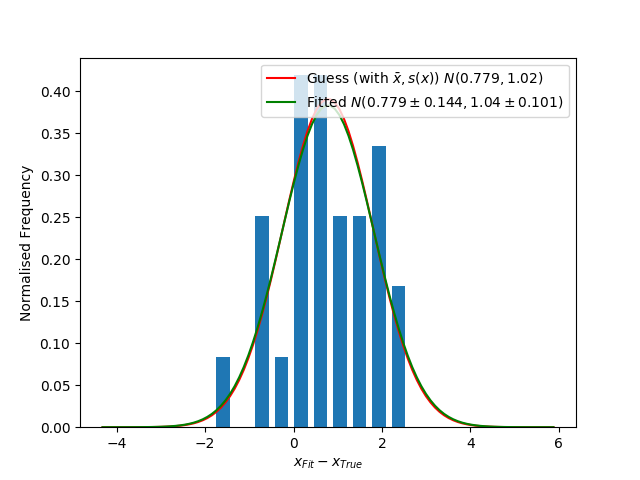 Guess (with x̄, s(x)) N(0.779, 1.02)
Fitted N(0.779 ± 0.144, 1.04 ± 0.101)
Normalised Frequency
0.40
0.35
0.30
0.25
0.20
0.15
0.10
0.05
0.00
−4 −2 0 2 4 6
x_Fit − x_True